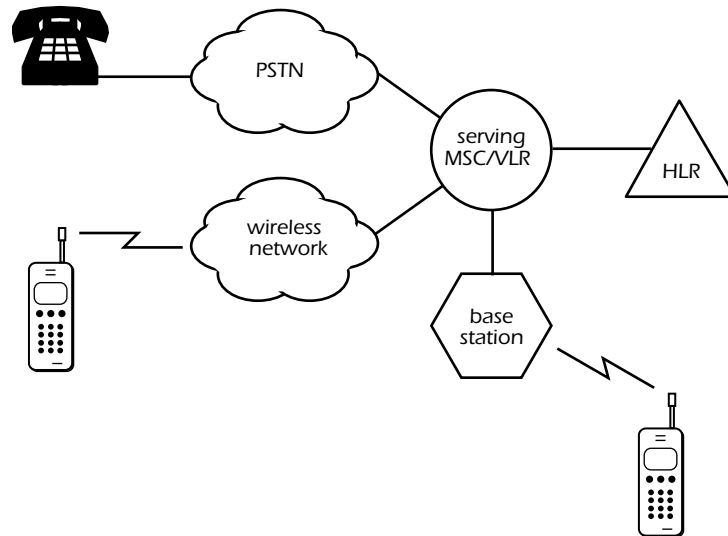 PSTN
serving
MSC/VLR
HLR
wireless
network
base
station